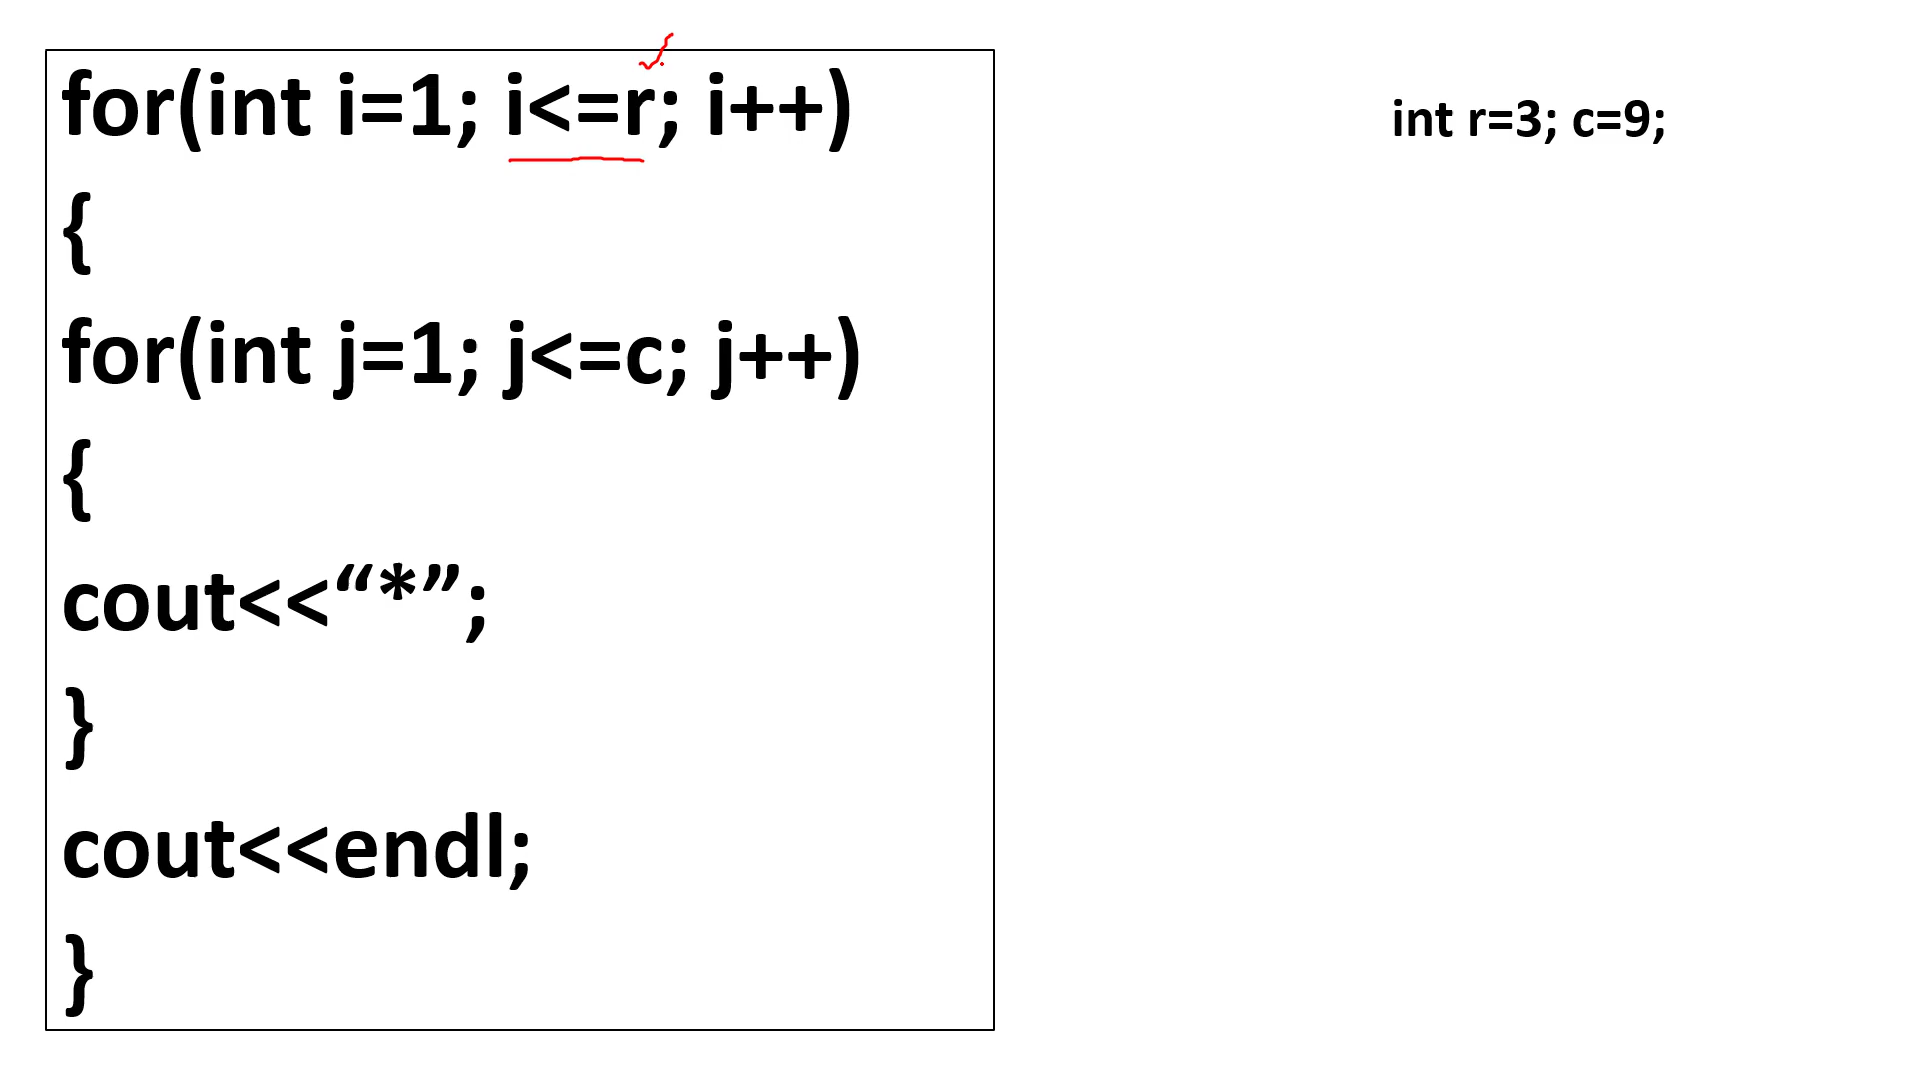 for(int i=1; i<=r; i++)
{
for(int j=1; j<=c; j++)
{
cout<<“*”;
}
cout<<endl;
}
int r=3; c=9;